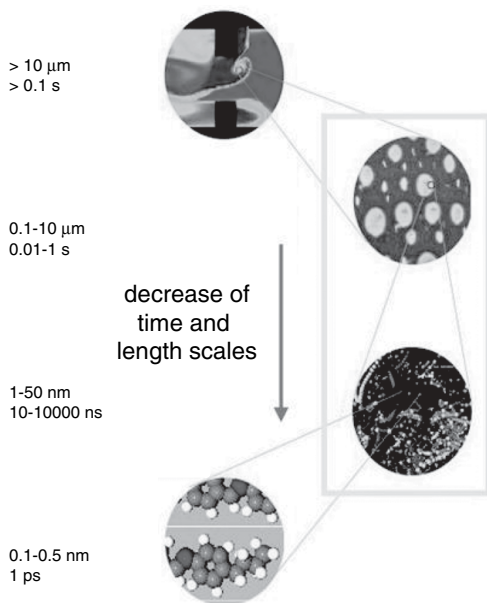 > 10 μm
> 0.1 s
0.1-10 μm
0.01-1 s
decrease of
time and
length scales
1-50 nm
10-10000 ns
0.1-0.5 nm
1 ps